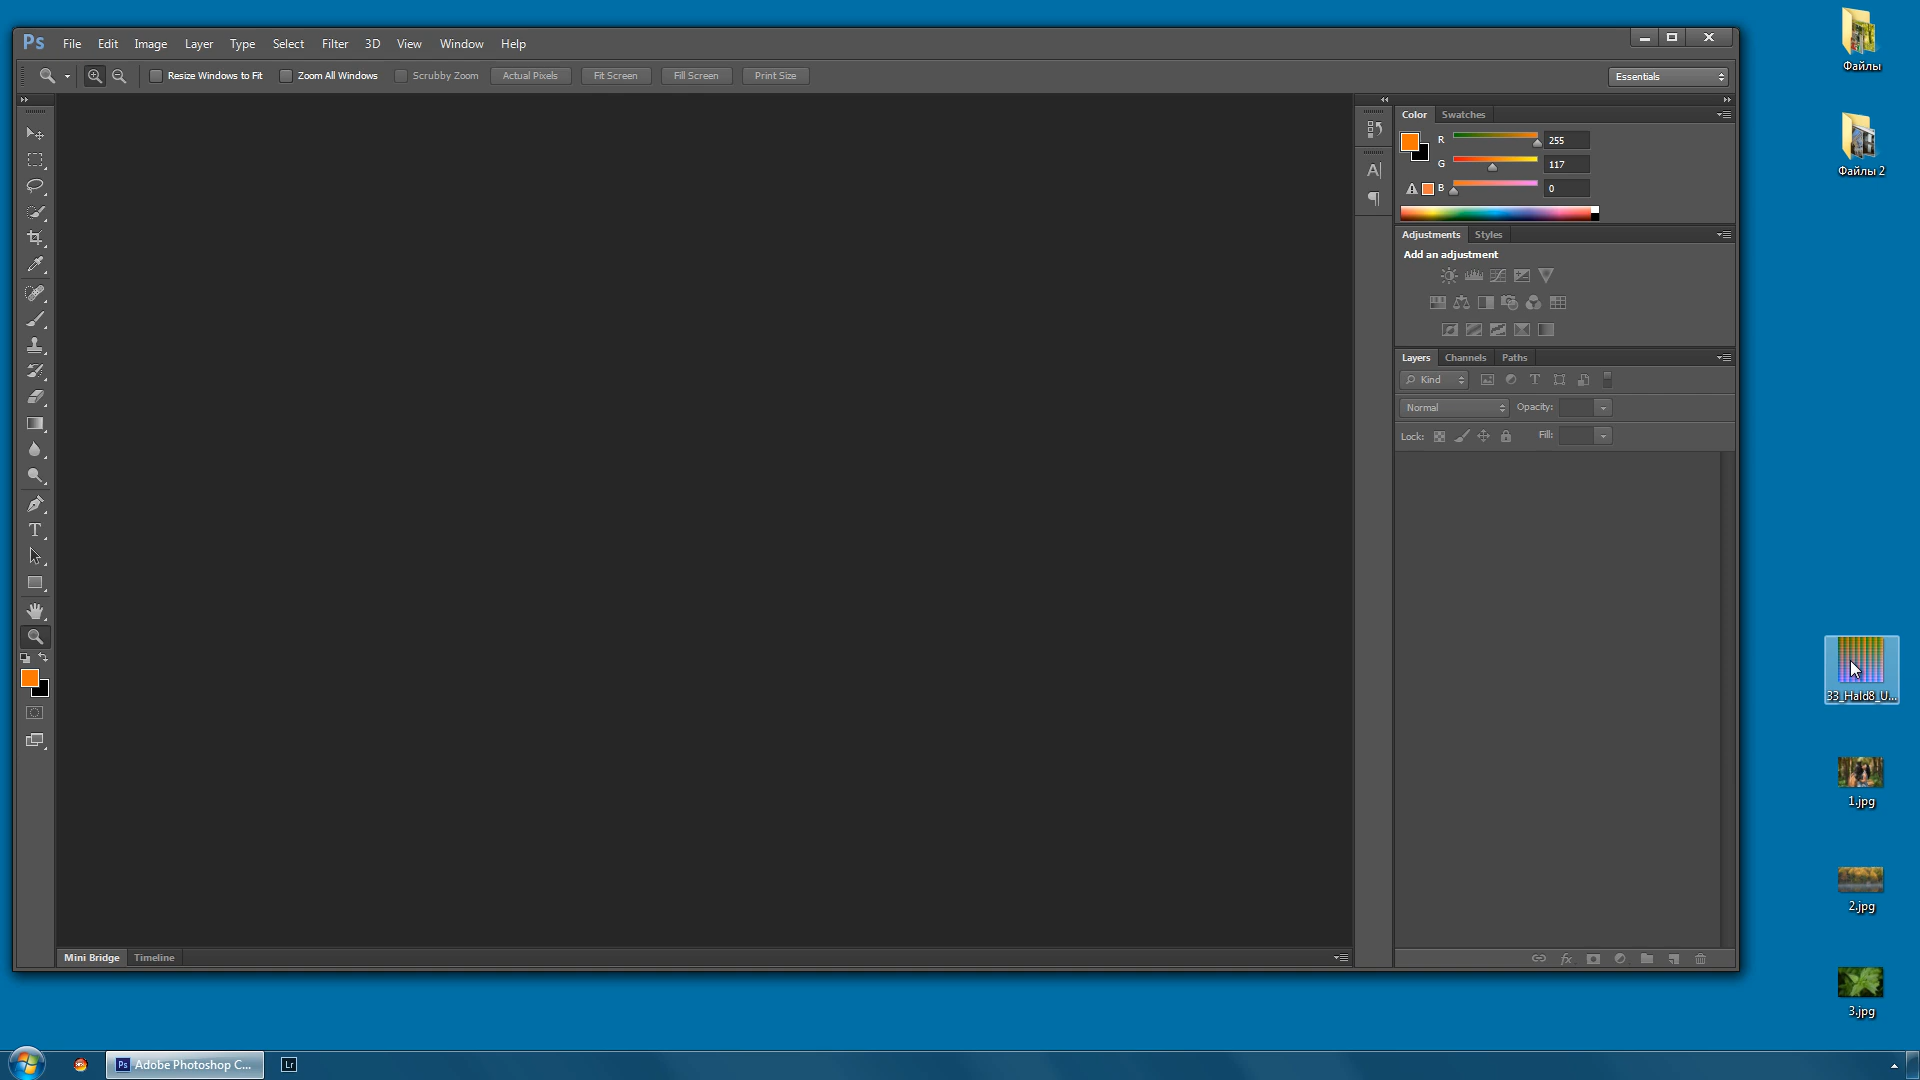 Ps File Edit Image Layer Type Select Filter 3D View Window Help
Resize Windows to Fit Zoom All Windows Scrubby Zoom Actual Pixels Fit Screen Fill Screen Print Size Essentials
Color Swatches
R 255
G 117
B 0
Adjustments Styles
Add an adjustment
Layers Channels Paths
Kind
Normal Opacity:
Lock: Fill:
Mini Bridge Timeline
Файлы
Файлы 2
33_Hald8_U...
1.jpg
2.jpg
3.jpg
Ps Adobe Photoshop C... Lr